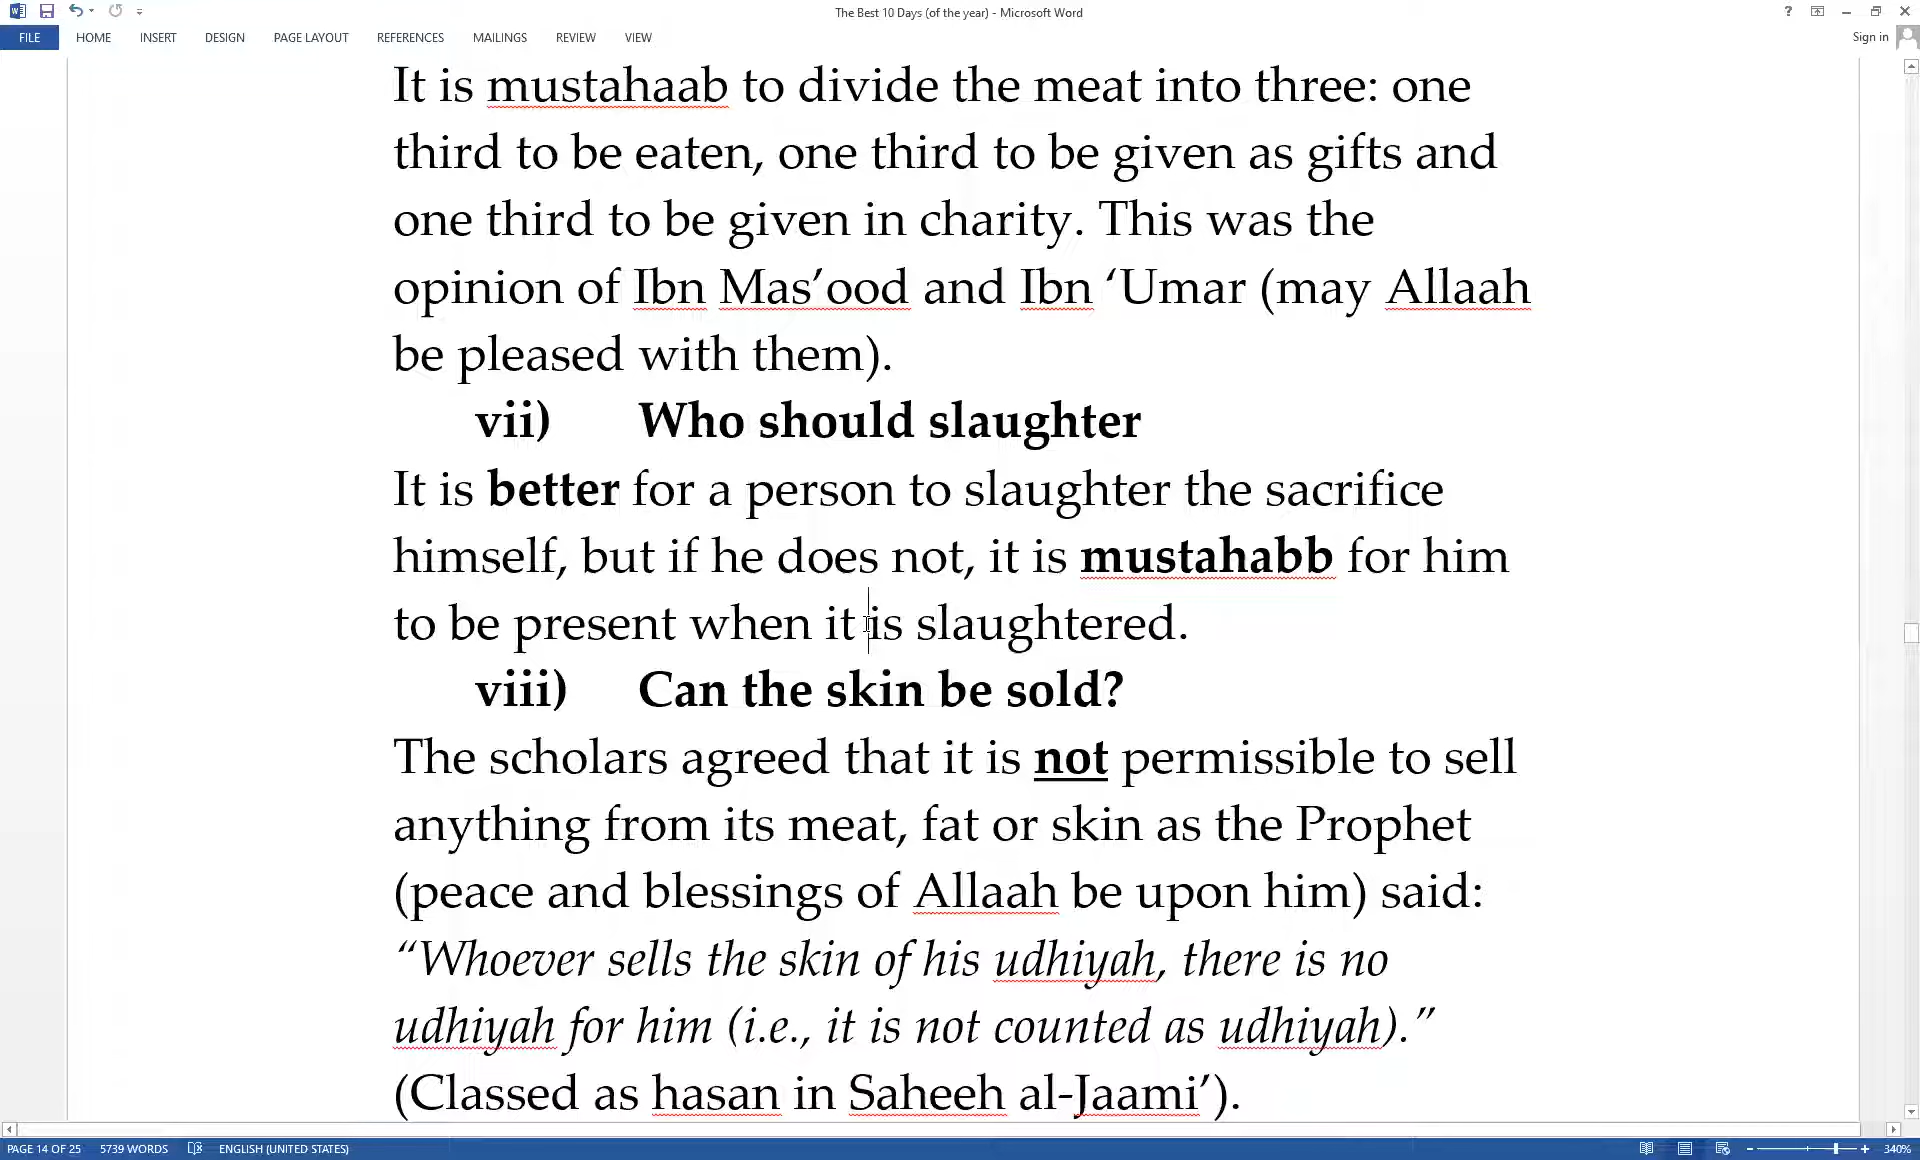 The Best 10 Days (of the year) - Microsoft Word
FILE HOME INSERT DESIGN PAGE LAYOUT REFERENCES MAILINGS REVIEW VIEW Sign in
It is mustahaab to divide the meat into three: one
third to be eaten, one third to be given as gifts and
one third to be given in charity. This was the
opinion of Ibn Mas’ood and Ibn ‘Umar (may Allaah
be pleased with them).
vii) Who should slaughter
It is better for a person to slaughter the sacrifice
himself, but if he does not, it is mustahabb for him
to be present when it is slaughtered.
viii) Can the skin be sold?
The scholars agreed that it is not permissible to sell
anything from its meat, fat or skin as the Prophet
(peace and blessings of Allaah be upon him) said:
“Whoever sells the skin of his udhiyah, there is no
udhiyah for him (i.e., it is not counted as udhiyah).”
(Classed as hasan in Saheeh al-Jaami’).
PAGE 14 OF 25 5739 WORDS ENGLISH (UNITED STATES) 340%